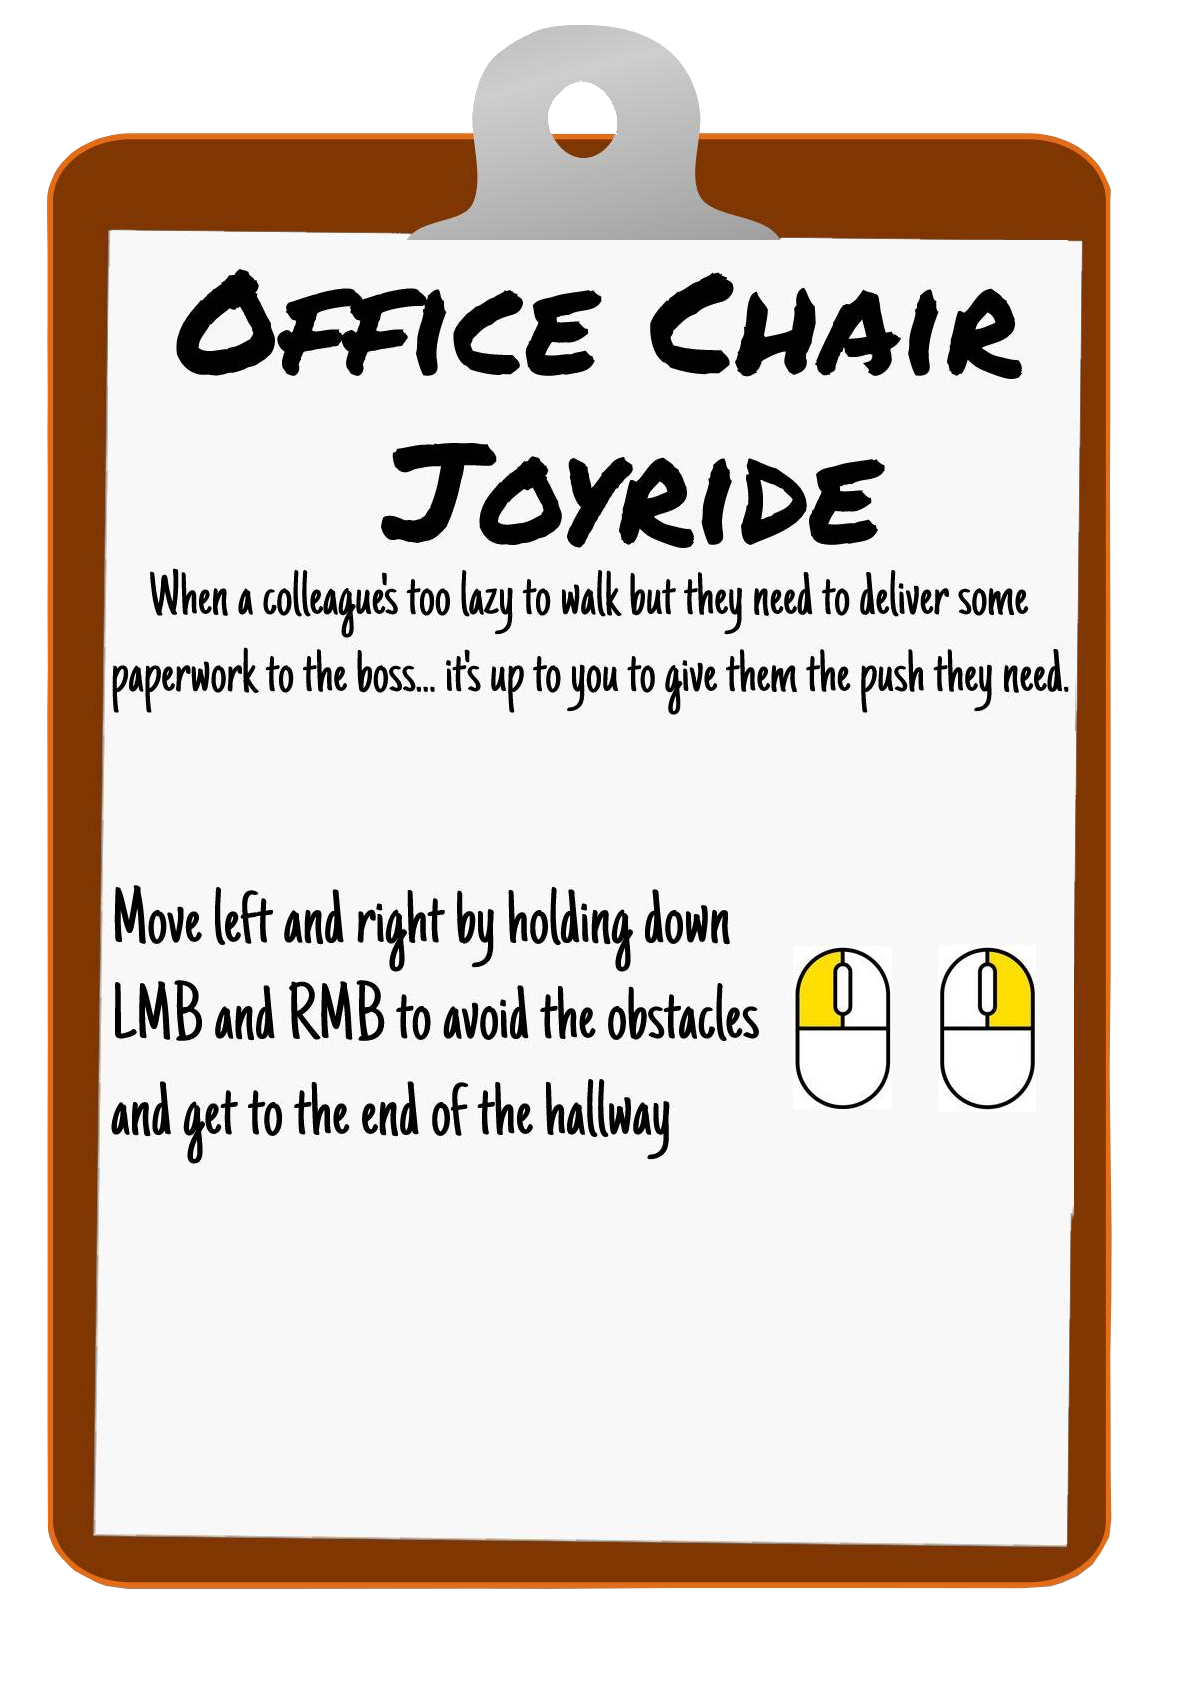 Office Chair
Joyride
When a colleague's too lazy to walk but they need to deliver some
paperwork to the boss... it's up to you to give them the push they need.
Move left and right by holding down
LMB and RMB to avoid the obstacles
and get to the end of the hallway